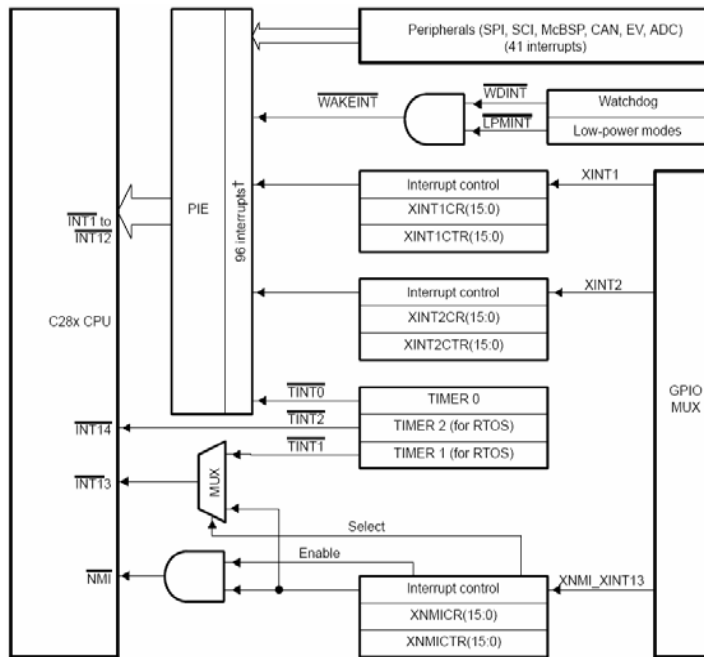 Peripherals (SPI, SCI, McBSP, CAN, EV, ADC)
(41 interrupts)
WDINT
Watchdog
WAKEINT
LPMINT
Low-power modes
XINT1
Interrupt control
XINT1CR(15:0)
XINT1CTR(15:0)
PIE
96 interrupts†
INT1 to
INT12
XINT2
Interrupt control
XINT2CR(15:0)
XINT2CTR(15:0)
C28x CPU
GPIO
MUX
TINT0
TIMER 0
TINT2
TIMER 2 (for RTOS)
INT14
TINT1
TIMER 1 (for RTOS)
INT13
MUX
Select
Enable
NMI
XNMI_XINT13
Interrupt control
XNMICR(15:0)
XNMICTR(15:0)